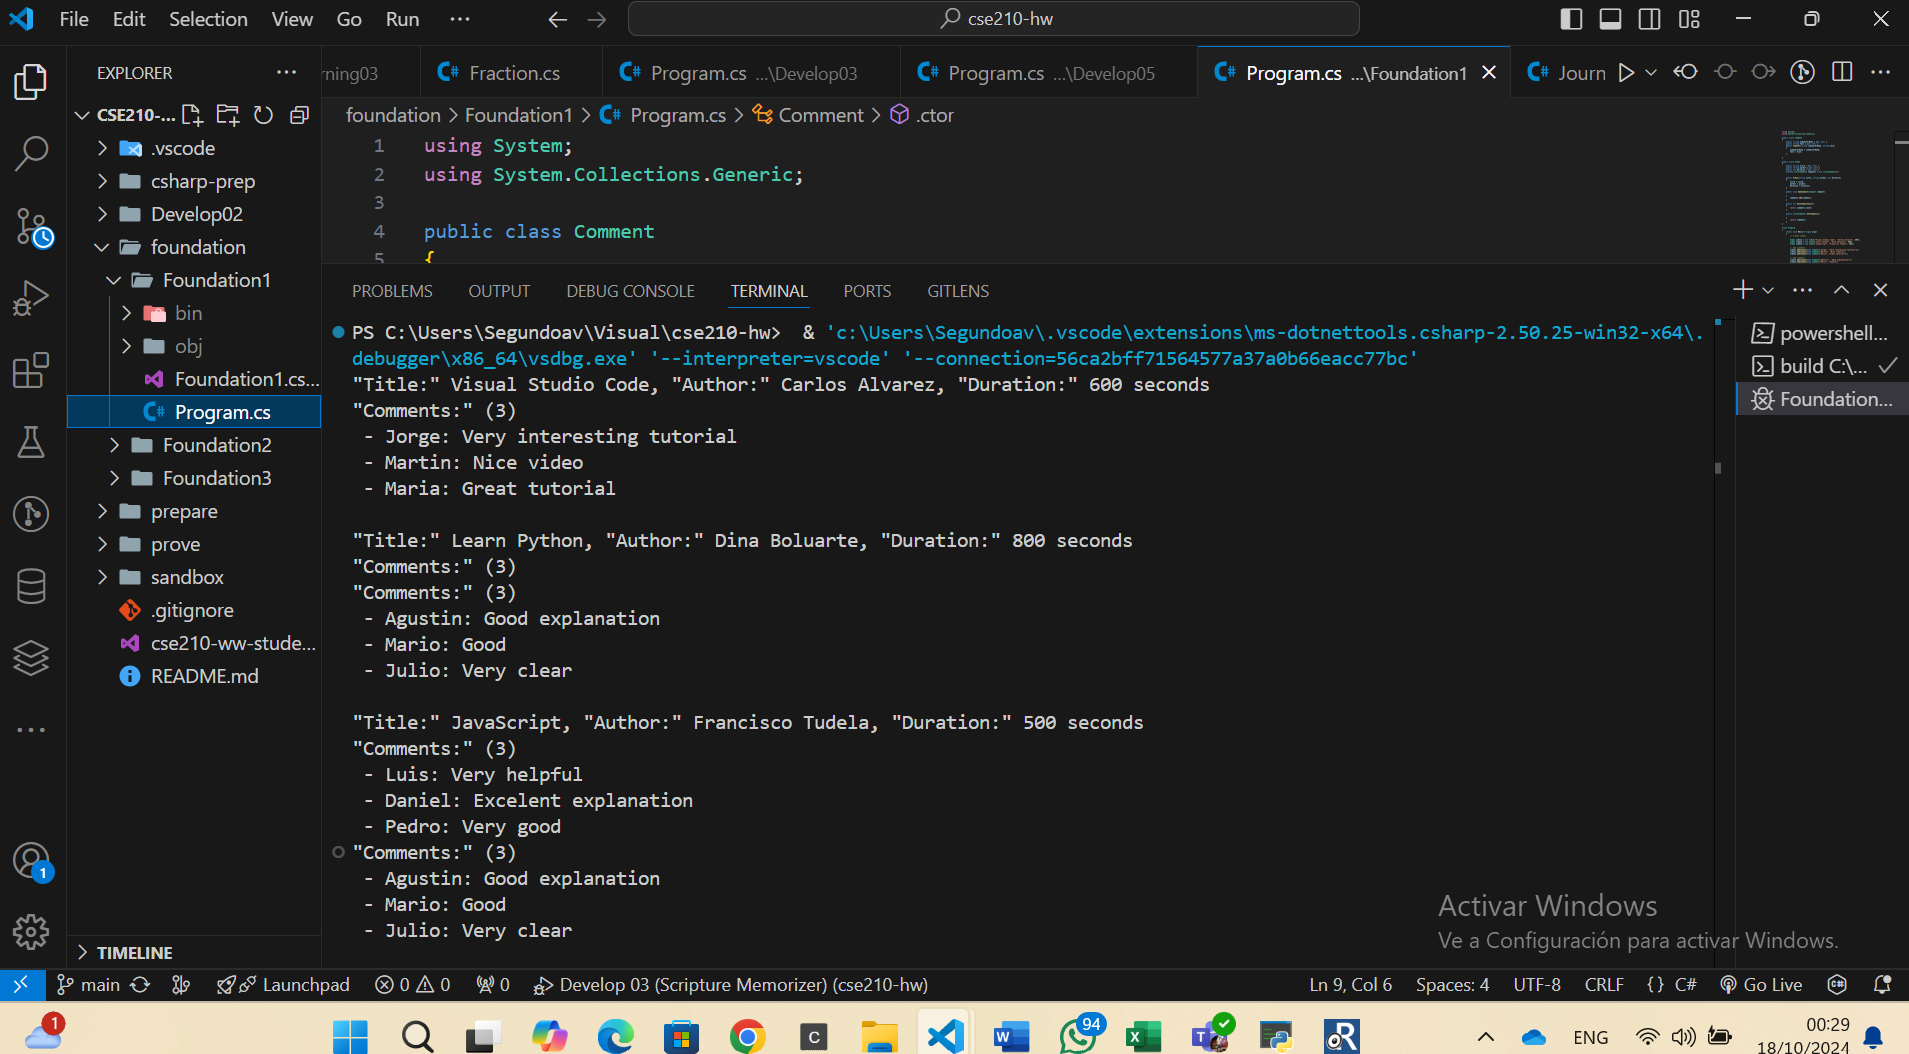 File Edit Selection View Go Run ···
cse210-hw
EXPLORER
rning03
Fraction.cs
Program.cs ...\Develop03
Program.cs ...\Develop05
Program.cs ...\Foundation1
Journ
CSE210-...
.vscode
csharp-prep
Develop02
foundation
Foundation1
bin
obj
Foundation1.cs...
Program.cs
Foundation2
Foundation3
prepare
prove
sandbox
.gitignore
cse210-ww-stude...
README.md
TIMELINE
foundation > Foundation1 > Program.cs > Comment > .ctor
1 using System;
2 using System.Collections.Generic;
3
4 public class Comment
5 {
PROBLEMS OUTPUT DEBUG CONSOLE TERMINAL PORTS GITLENS
PS C:\Users\Segundoav\Visual\cse210-hw>  & 'c:\Users\Segundoav\.vscode\extensions\ms-dotnettools.csharp-2.50.25-win32-x64\.
debugger\x86_64\vsdbg.exe' '--interpreter=vscode' '--connection=56ca2bff71564577a37a0b66eacc77bc'
"Title:" Visual Studio Code, "Author:" Carlos Alvarez, "Duration:" 600 seconds
"Comments:" (3)
- Jorge: Very interesting tutorial
- Martin: Nice video
- Maria: Great tutorial
"Title:" Learn Python, "Author:" Dina Boluarte, "Duration:" 800 seconds
"Comments:" (3)
"Comments:" (3)
- Agustin: Good explanation
- Mario: Good
- Julio: Very clear
"Title:" JavaScript, "Author:" Francisco Tudela, "Duration:" 500 seconds
"Comments:" (3)
- Luis: Very helpful
- Daniel: Excelent explanation
- Pedro: Very good
"Comments:" (3)
- Agustin: Good explanation
- Mario: Good
- Julio: Very clear
powershell...
build C:\...
Foundation...
Activar Windows
Ve a Configuración para activar Windows.
1
main
Launchpad
0 0
0
Develop 03 (Scripture Memorizer) (cse210-hw)
Ln 9, Col 6
Spaces: 4
UTF-8
CRLF
{} C#
Go Live
1
94
ENG
00:29
18/10/2024